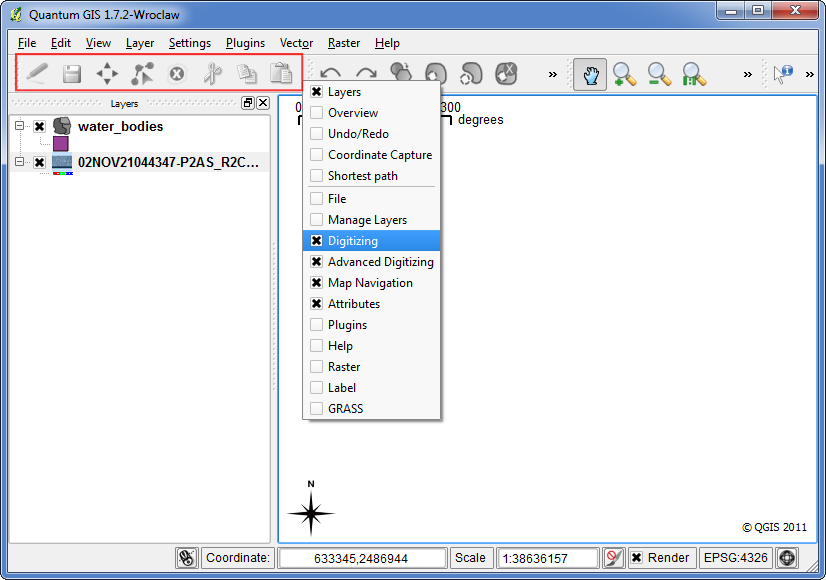 Quantum GIS 1.7.2-Wroclaw
File Edit View Layer Settings Plugins Vector Raster Help
» » »
Layers
water_bodies
02NOV21044347-P2AS_R2C...
0 300
degrees
Layers
Overview
Undo/Redo
Coordinate Capture
Shortest path
File
Manage Layers
Digitizing
Advanced Digitizing
Map Navigation
Attributes
Plugins
Help
Raster
Label
GRASS
N
© QGIS 2011
Coordinate: 633345,2486944 Scale 1:38636157 Render EPSG:4326